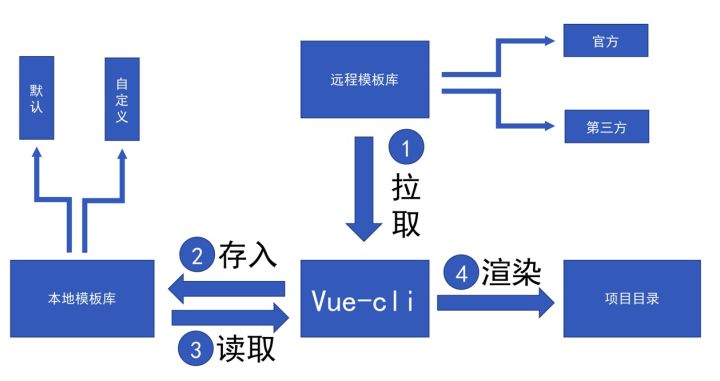 官方
远程模板库
默认
自定义
第三方
1
拉取
2 存入
4 渲染
本地模板库
Vue-cli
项目目录
3 读取